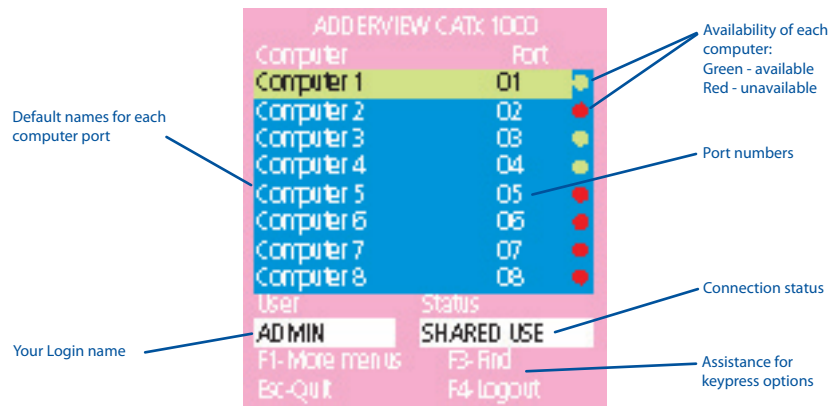 ADDERVIEW CATx 1000
Computer Port
Computer 1 01
Computer 2 02
Computer 3 03
Computer 4 04
Computer 5 05
Computer 6 06
Computer 7 07
Computer 8 08
User Status
ADMIN SHARED USE
F1-More menus F3-Find
Esc-Quit F4-Logout
Default names for each
computer port
Your Login name
Availability of each
computer:
Green - available
Red - unavailable
Port numbers
Connection status
Assistance for
keypress options